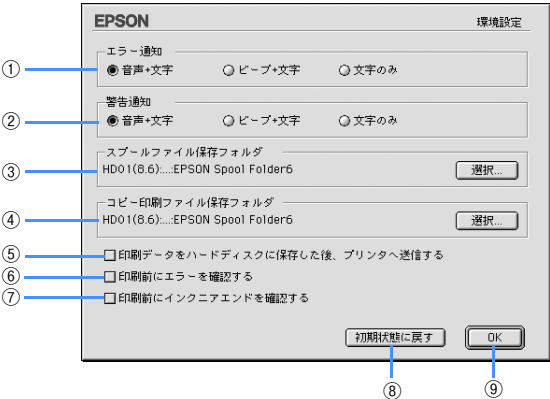 EPSON 環境設定
エラー通知
① 音声+文字 ビープ+文字 文字のみ
警告通知
② 音声+文字 ビープ+文字 文字のみ
スプールファイル保存フォルダ
③ HD01(8.6):...:EPSON Spool Folder6 選択...
コピー印刷ファイル保存フォルダ
④ HD01(8.6):...:EPSON Spool Folder6 選択...
⑤ 印刷データをハードディスクに保存した後、プリンタへ送信する
⑥ 印刷前にエラーを確認する
⑦ 印刷前にインクニアエンドを確認する
初期状態に戻す OK
⑧ ⑨